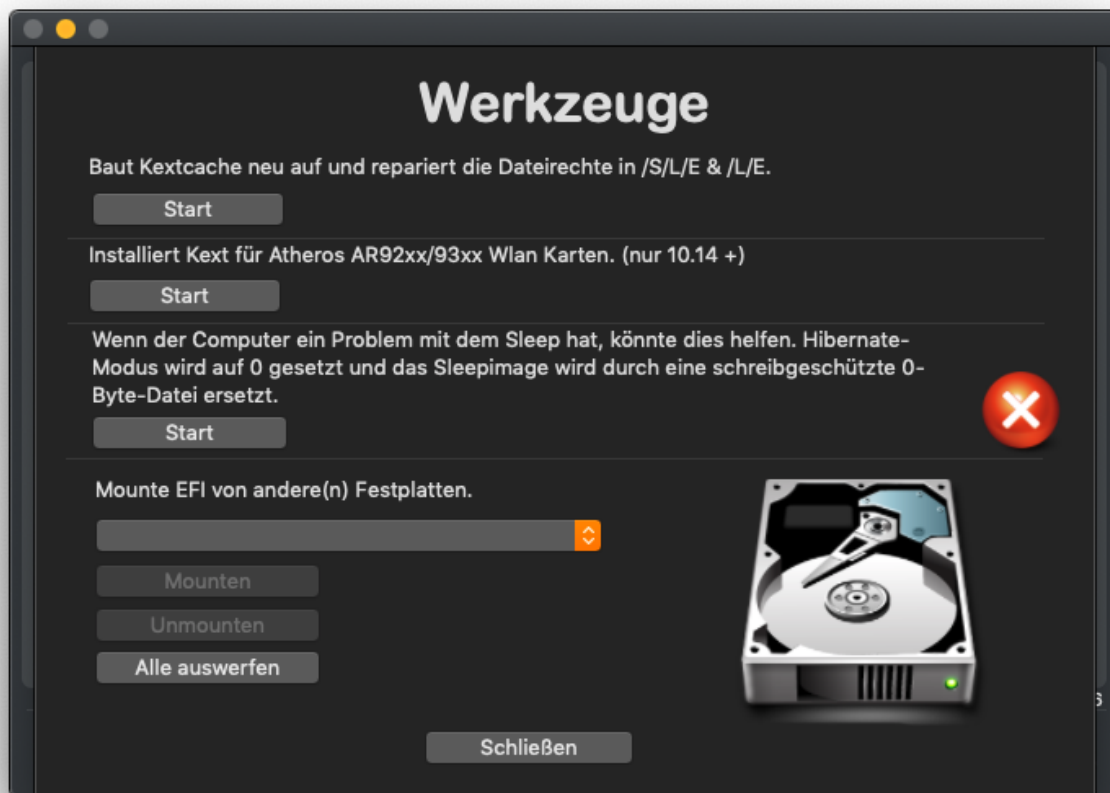 Werkzeuge
Baut Kextcache neu auf und repariert die Dateirechte in /S/L/E & /L/E.
Start
Installiert Kext für Atheros AR92xx/93xx Wlan Karten. (nur 10.14 +)
Start
Wenn der Computer ein Problem mit dem Sleep hat, könnte dies helfen. Hibernate-
Modus wird auf 0 gesetzt und das Sleepimage wird durch eine schreibgeschützte 0-
Byte-Datei ersetzt.
Start
Mounte EFI von andere(n) Festplatten.
Mounten
Unmounten
Alle auswerfen
Schließen